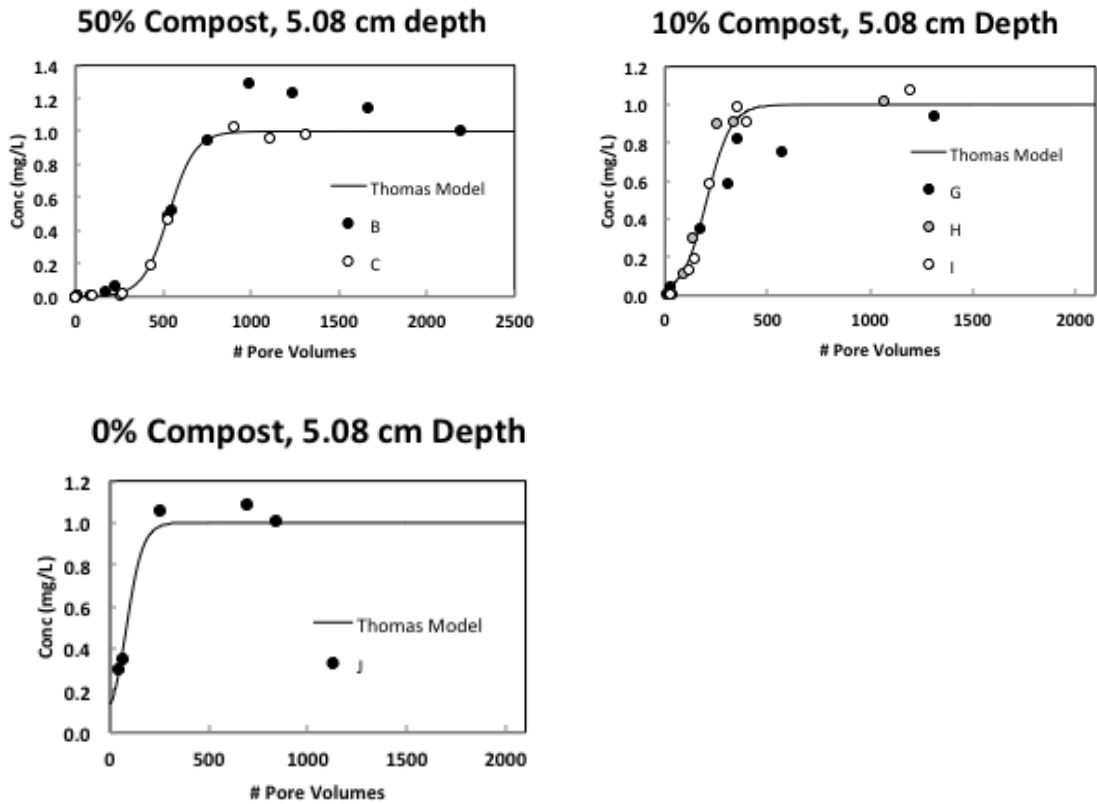 50% Compost, 5.08 cm depth
1.4
1.2
1.0
0.8
0.6
0.4
0.2
0.0
Conc (mg/L)
Thomas Model
B
C
0 500 1000 1500 2000 2500
# Pore Volumes
10% Compost, 5.08 cm Depth
1.2
1.0
0.8
0.6
0.4
0.2
0.0
Conc (mg/L)
Thomas Model
G
H
I
0 500 1000 1500 2000
# Pore Volumes
0% Compost, 5.08 cm Depth
1.2
1.0
0.8
0.6
0.4
0.2
0.0
Conc (mg/L)
Thomas Model
J
0 500 1000 1500 2000
# Pore Volumes